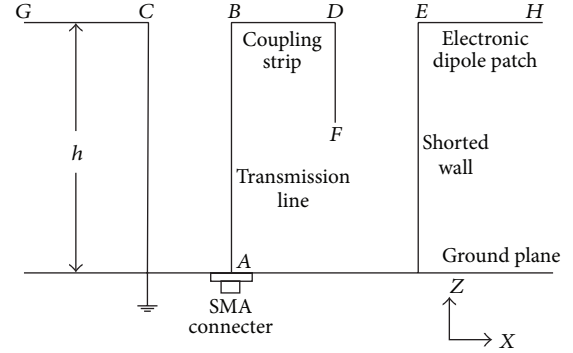 G C B D E H
Coupling
strip
Electronic
dipole patch
h
F
Shorted
wall
Transmission
line
A
Ground plane
Z
SMA
connecter
X